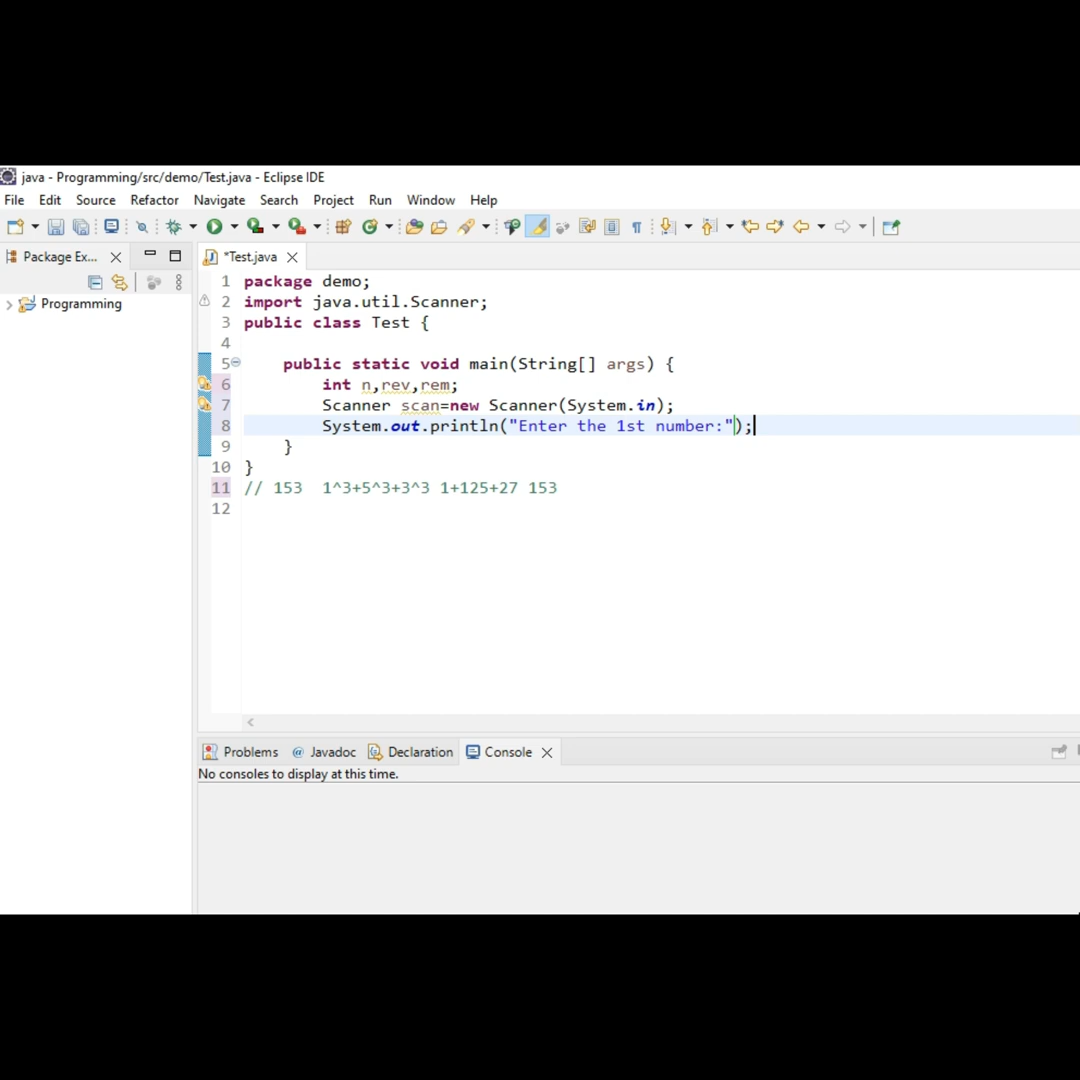 java - Programming/src/demo/Test.java - Eclipse IDE
File Edit Source Refactor Navigate Search Project Run Window Help
Package Ex...
*Test.java
Programming
1 package demo;
2 import java.util.Scanner;
3 public class Test {
4
5 public static void main(String[] args) {
6 int n,rev,rem;
7 Scanner scan=new Scanner(System.in);
8 System.out.println("Enter the 1st number:");
9 }
10 }
11 // 153  1^3+5^3+3^3 1+125+27 153
12
Problems @ Javadoc Declaration Console
No consoles to display at this time.